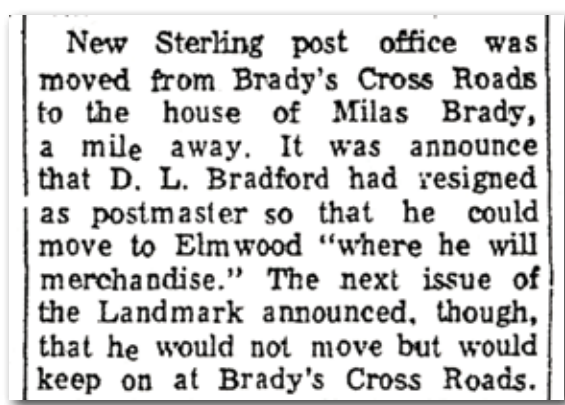 New Sterling post office was
moved from Brady's Cross Roads
to the house of Milas Brady,
a mile away. It was announce
that D. L. Bradford had resigned
as postmaster so that he could
move to Elmwood "where he will
merchandise." The next issue of
the Landmark announced, though,
that he would not move but would
keep on at Brady's Cross Roads.